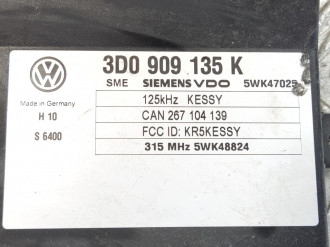 3D0 909 135 K
SME SIEMENS VDO 5WK47025
Made in Germany
H 10
S 6400
125kHz KESSY
CAN 267 104 139
FCC ID: KR5KESSY
315 MHz 5WK48824